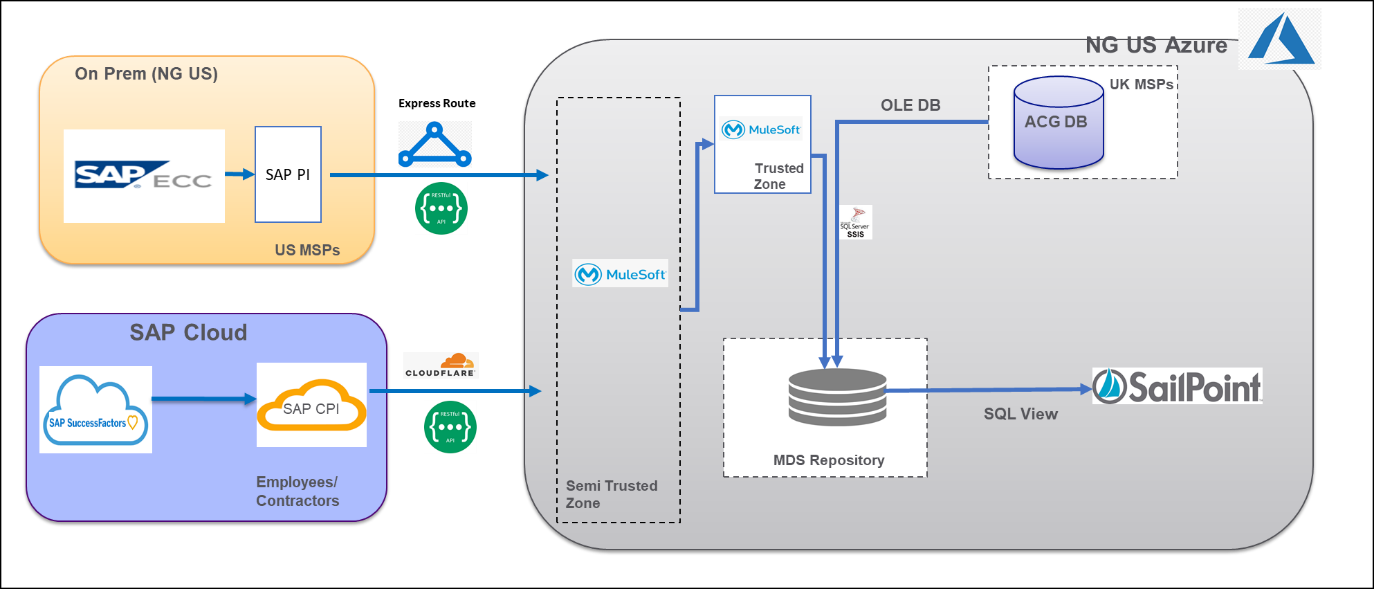 NG US Azure
On Prem (NG US)
SAP ECC
SAP PI
US MSPs
Express Route
{•••}
RESTful
API
SAP Cloud
SAP SuccessFactors
SAP CPI
Employees/
Contractors
CLOUDFLARE
RESTful
{•••}
API
MuleSoft
Semi Trusted
Zone
MuleSoft
Trusted
Zone
OLE DB
UK MSPs
ACG DB
SQL Server
SSIS
MDS Repository
SQL View
SailPoint